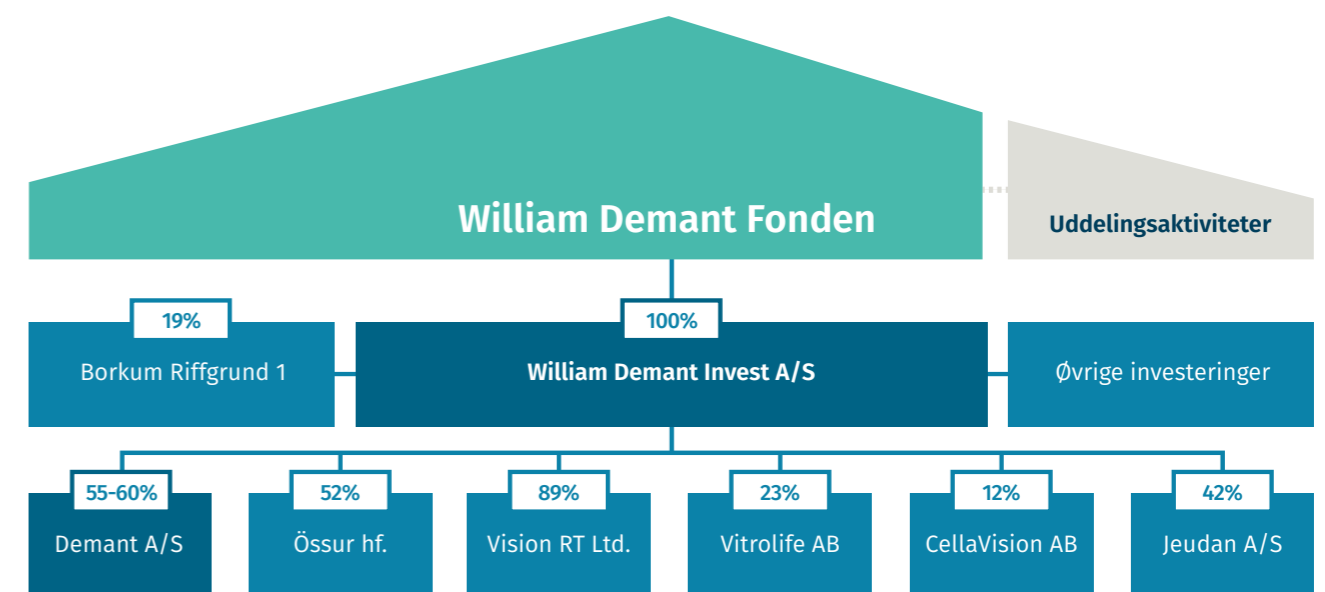 William Demant Fonden
Uddelingsaktiviteter
19%
Borkum Riffgrund 1
100%
William Demant Invest A/S
Øvrige investeringer
55-60%
Demant A/S
52%
Össur hf.
89%
Vision RT Ltd.
23%
Vitrolife AB
12%
CellaVision AB
42%
Jeudan A/S